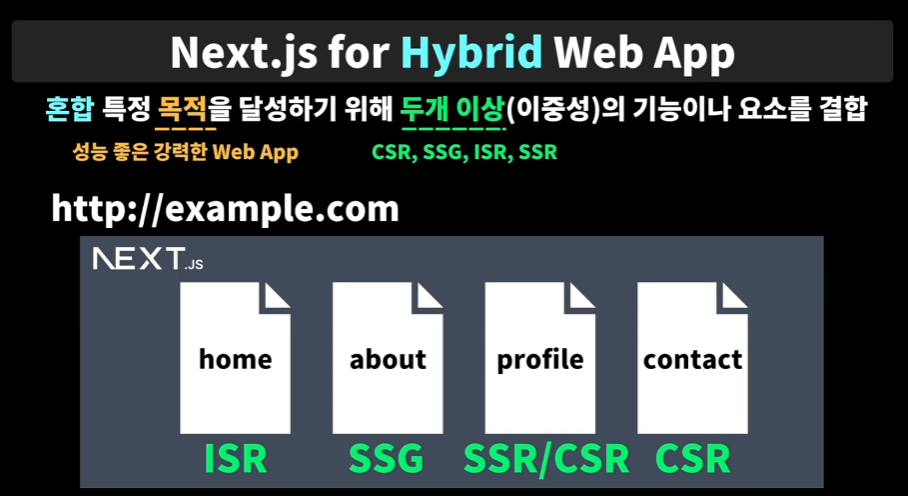 Next.js for Hybrid Web App
혼합 특정 목적을 달성하기 위해 두개 이상(이중성)의 기능이나 요소를 결합
성능 좋은 강력한 Web App CSR, SSG, ISR, SSR
http://example.com
NEXT.JS
home about profile contact
ISR SSG SSR/CSR CSR